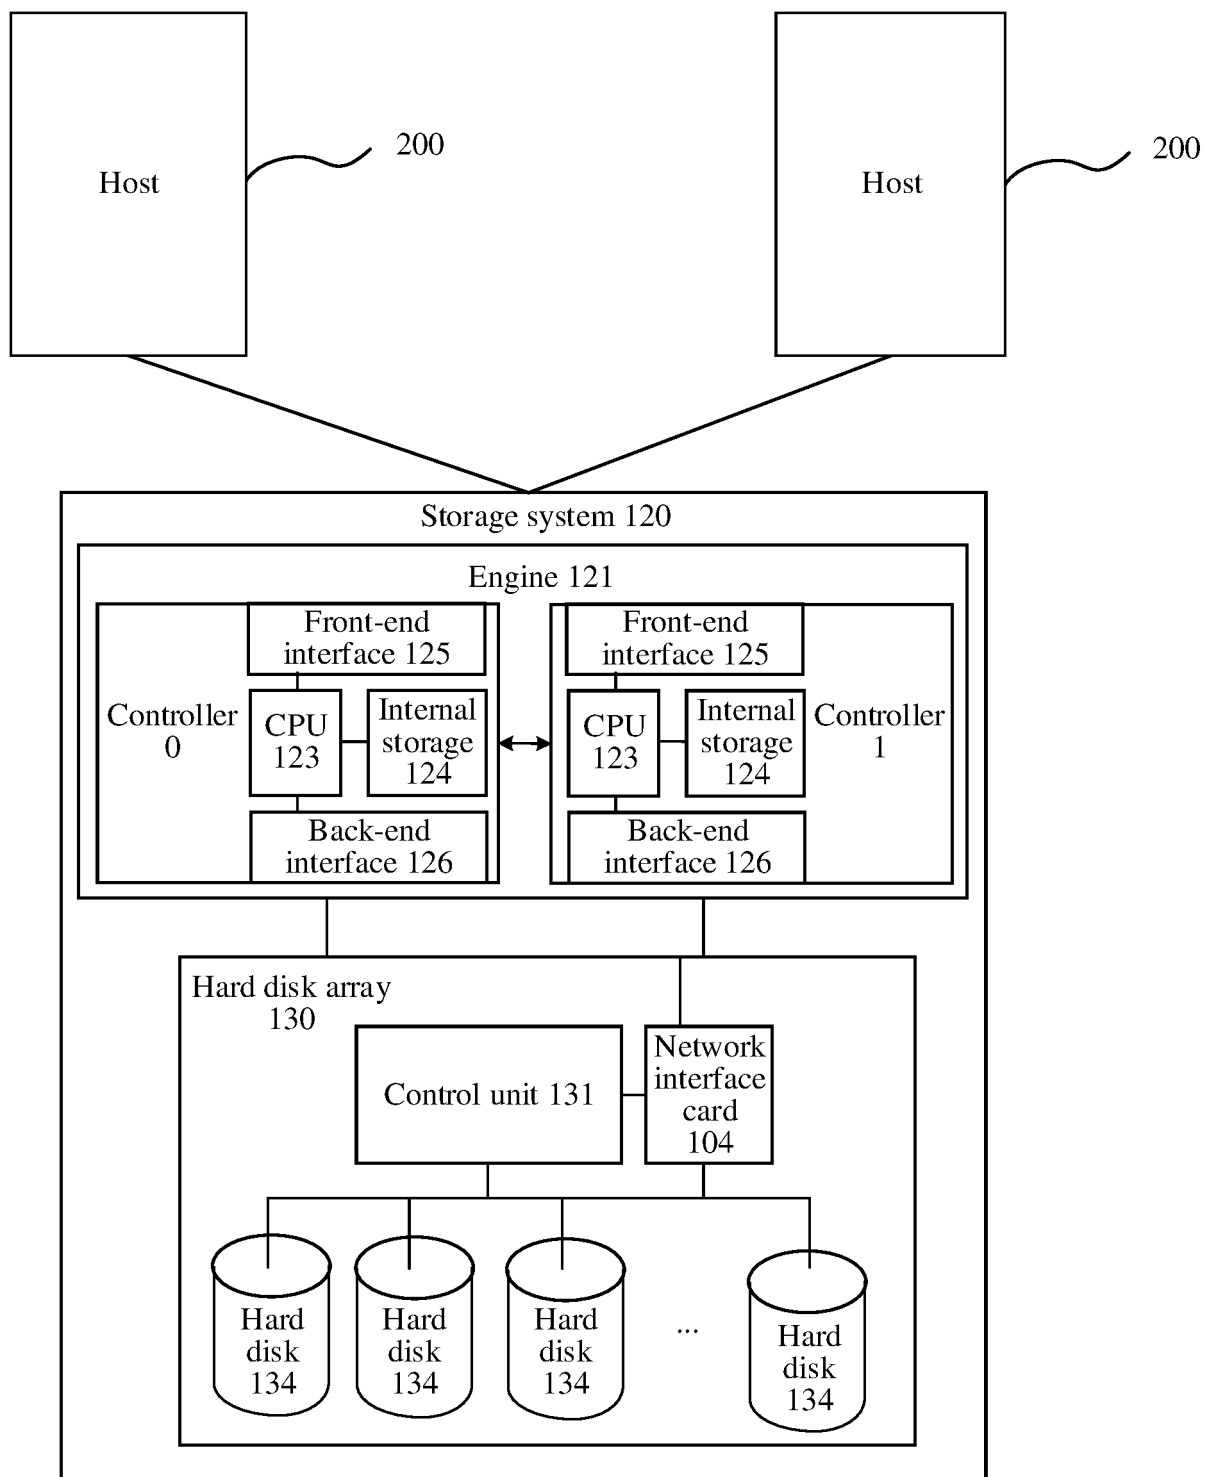 200
200
Host
Host
Storage system 120
Engine 121
Front-end
interface 125
Controller
0
CPU
123
Internal
storage
124
Back-end
interface 126
Front-end
interface 125
CPU
123
Internal
storage
124
Controller
1
Back-end
interface 126
Hard disk array
130
Control unit 131
Network
interface
card
104
Hard
disk
134
Hard
disk
134
Hard
disk
134
...
Hard
disk
134